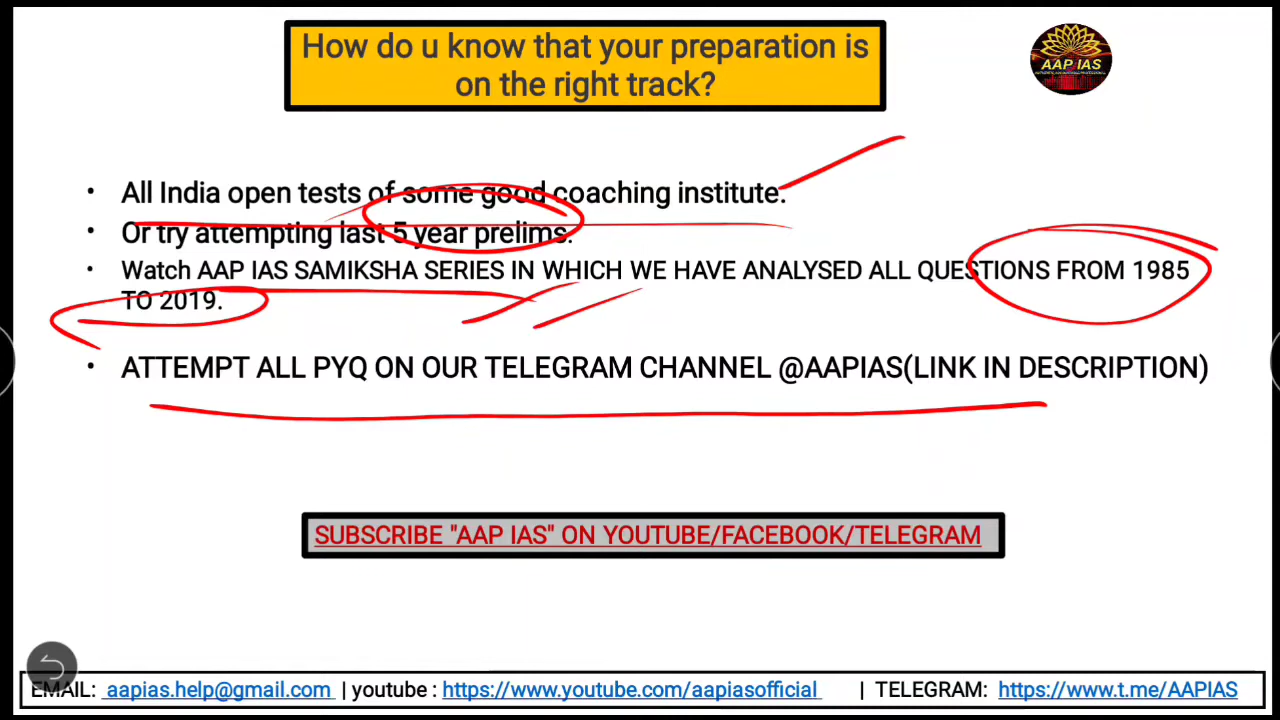 How do u know that your preparation is
on the right track?
AAP IAS
• All India open tests of some good coaching institute.
• Or try attempting last 5 year prelims.
• Watch AAP IAS SAMIKSHA SERIES IN WHICH WE HAVE ANALYSED ALL QUESTIONS FROM 1985
TO 2019.
• ATTEMPT ALL PYQ ON OUR TELEGRAM CHANNEL @AAPIAS(LINK IN DESCRIPTION)
SUBSCRIBE "AAP IAS" ON YOUTUBE/FACEBOOK/TELEGRAM
EMAIL: aapias.help@gmail.com | youtube : https://www.youtube.com/aapiasofficial | TELEGRAM: https://www.t.me/AAPIAS